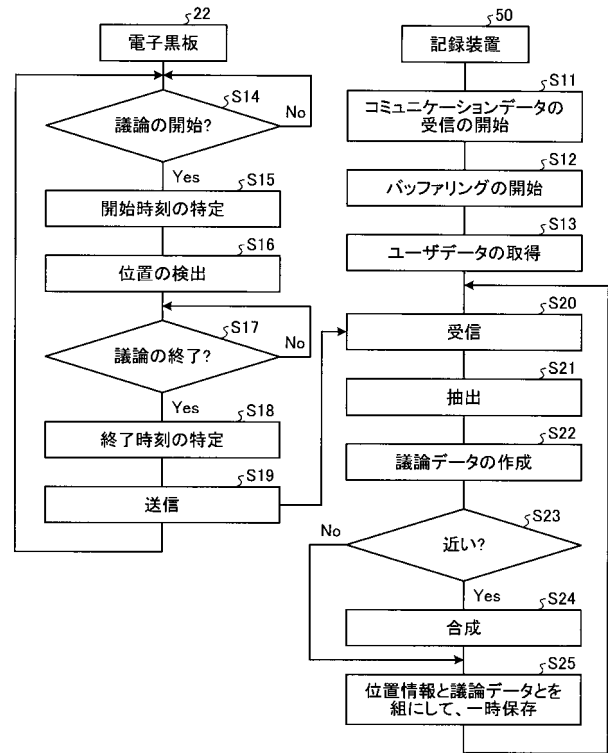 22
電子黒板
S14
議論の開始?
No
Yes
S15
開始時刻の特定
S16
位置の検出
S17
議論の終了?
No
Yes
S18
終了時刻の特定
S19
送信
50
記録装置
S11
コミュニケーションデータの
受信の開始
S12
バッファリングの開始
S13
ユーザデータの取得
S20
受信
S21
抽出
S22
議論データの作成
S23
近い?
No
Yes
S24
合成
S25
位置情報と議論データとを
組にして、一時保存